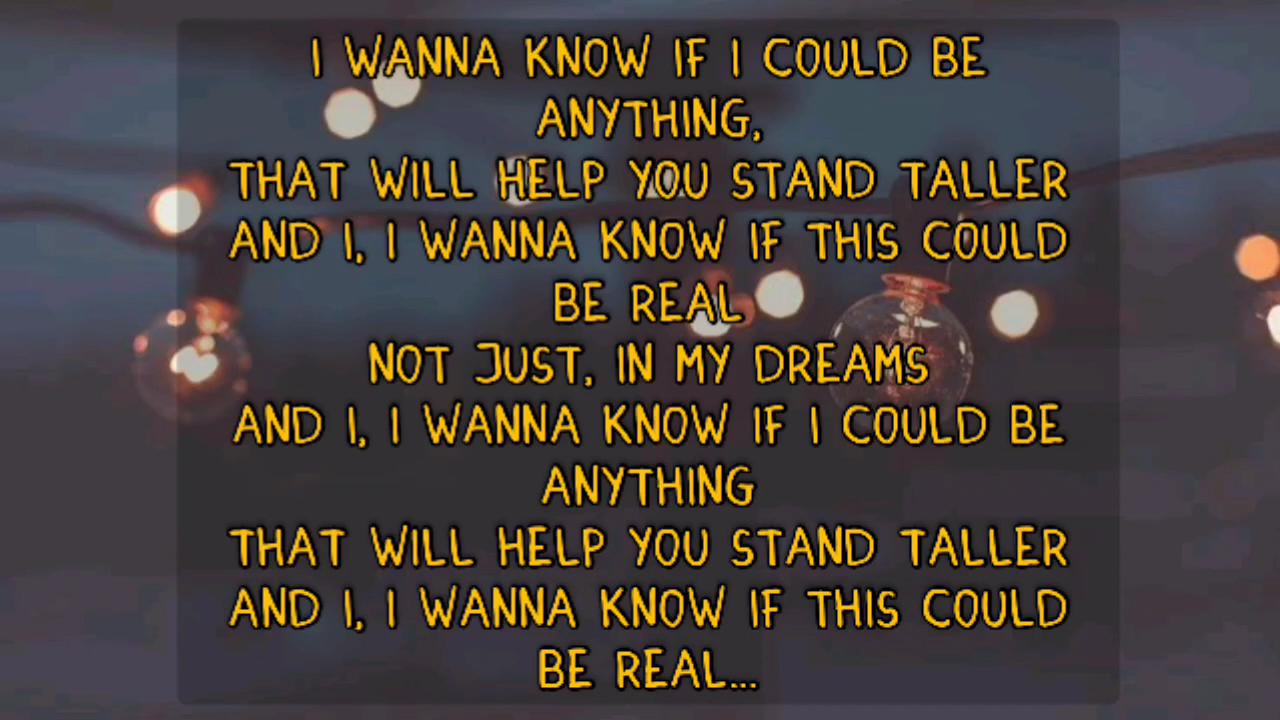 I WANNA KNOW IF I COULD BE
ANYTHING,
THAT WILL HELP YOU STAND TALLER
AND I, I WANNA KNOW IF THIS COULD
BE REAL
NOT JUST, IN MY DREAMS
AND I, I WANNA KNOW IF I COULD BE
ANYTHING
THAT WILL HELP YOU STAND TALLER
AND I, I WANNA KNOW IF THIS COULD
BE REAL...